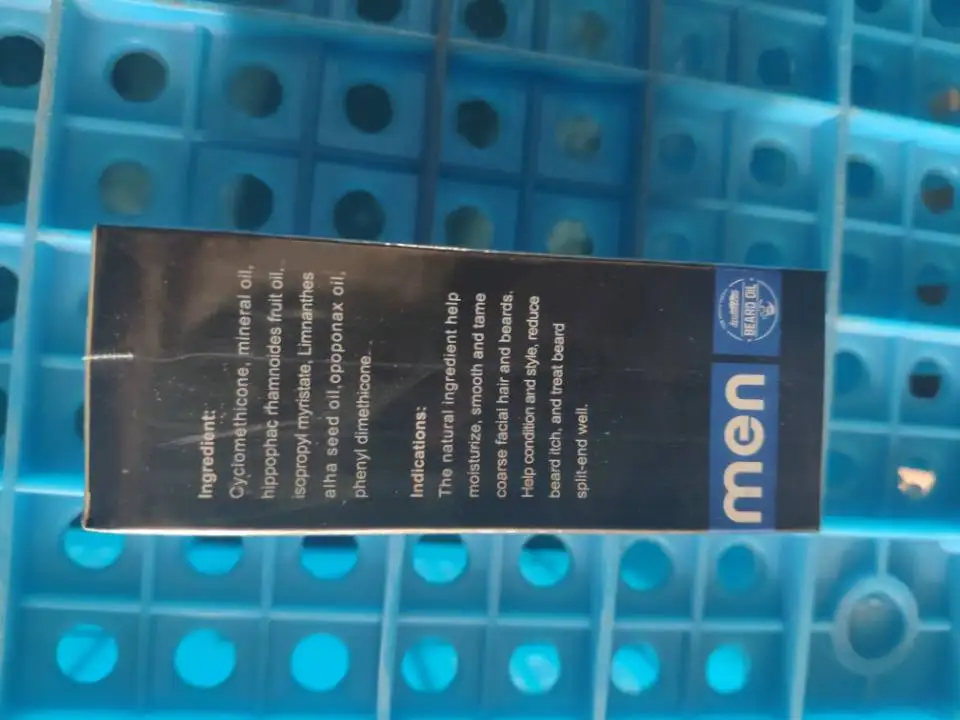 Ingredient:
Cyclomethicone, mineral oil,
hippophac rhamnoides fruit oil,
isopropyl myristate, Limnanthes
alha seed oil,opoponax oil,
phenyl dimethicone.
Indications:
The natural ingredient help
moisturize, smooth and tame
coarse facial hair and beards.
Help condition and style, reduce
beard itch, and treat beard
split-end well.
men
BEARD OIL